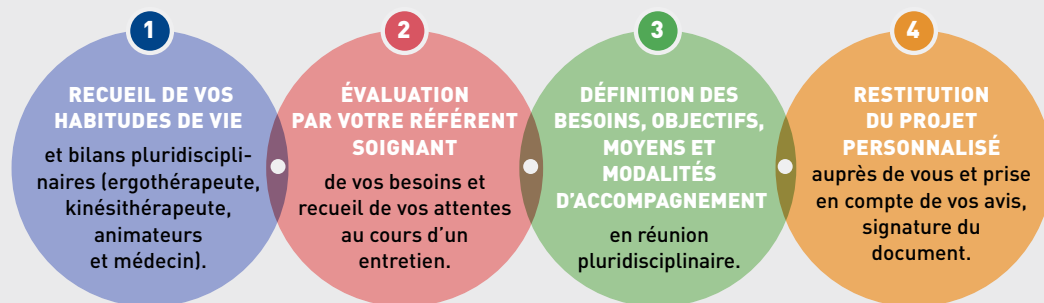 1
RECUEIL DE VOS
HABITUDES DE VIE
et bilans pluridiscipli-
naires (ergothérapeute,
kinésithérapeute,
animateurs
et médecin).
2
ÉVALUATION
PAR VOTRE RÉFÉRENT
SOIGNANT
de vos besoins et
recueil de vos attentes
au cours d’un
entretien.
3
DÉFINITION DES
BESOINS, OBJECTIFS,
MOYENS ET
MODALITÉS
D’ACCOMPAGNEMENT
en réunion
pluridisciplinaire.
4
RESTITUTION
DU PROJET
PERSONNALISÉ
auprès de vous et prise
en compte de vos avis,
signature du
document.